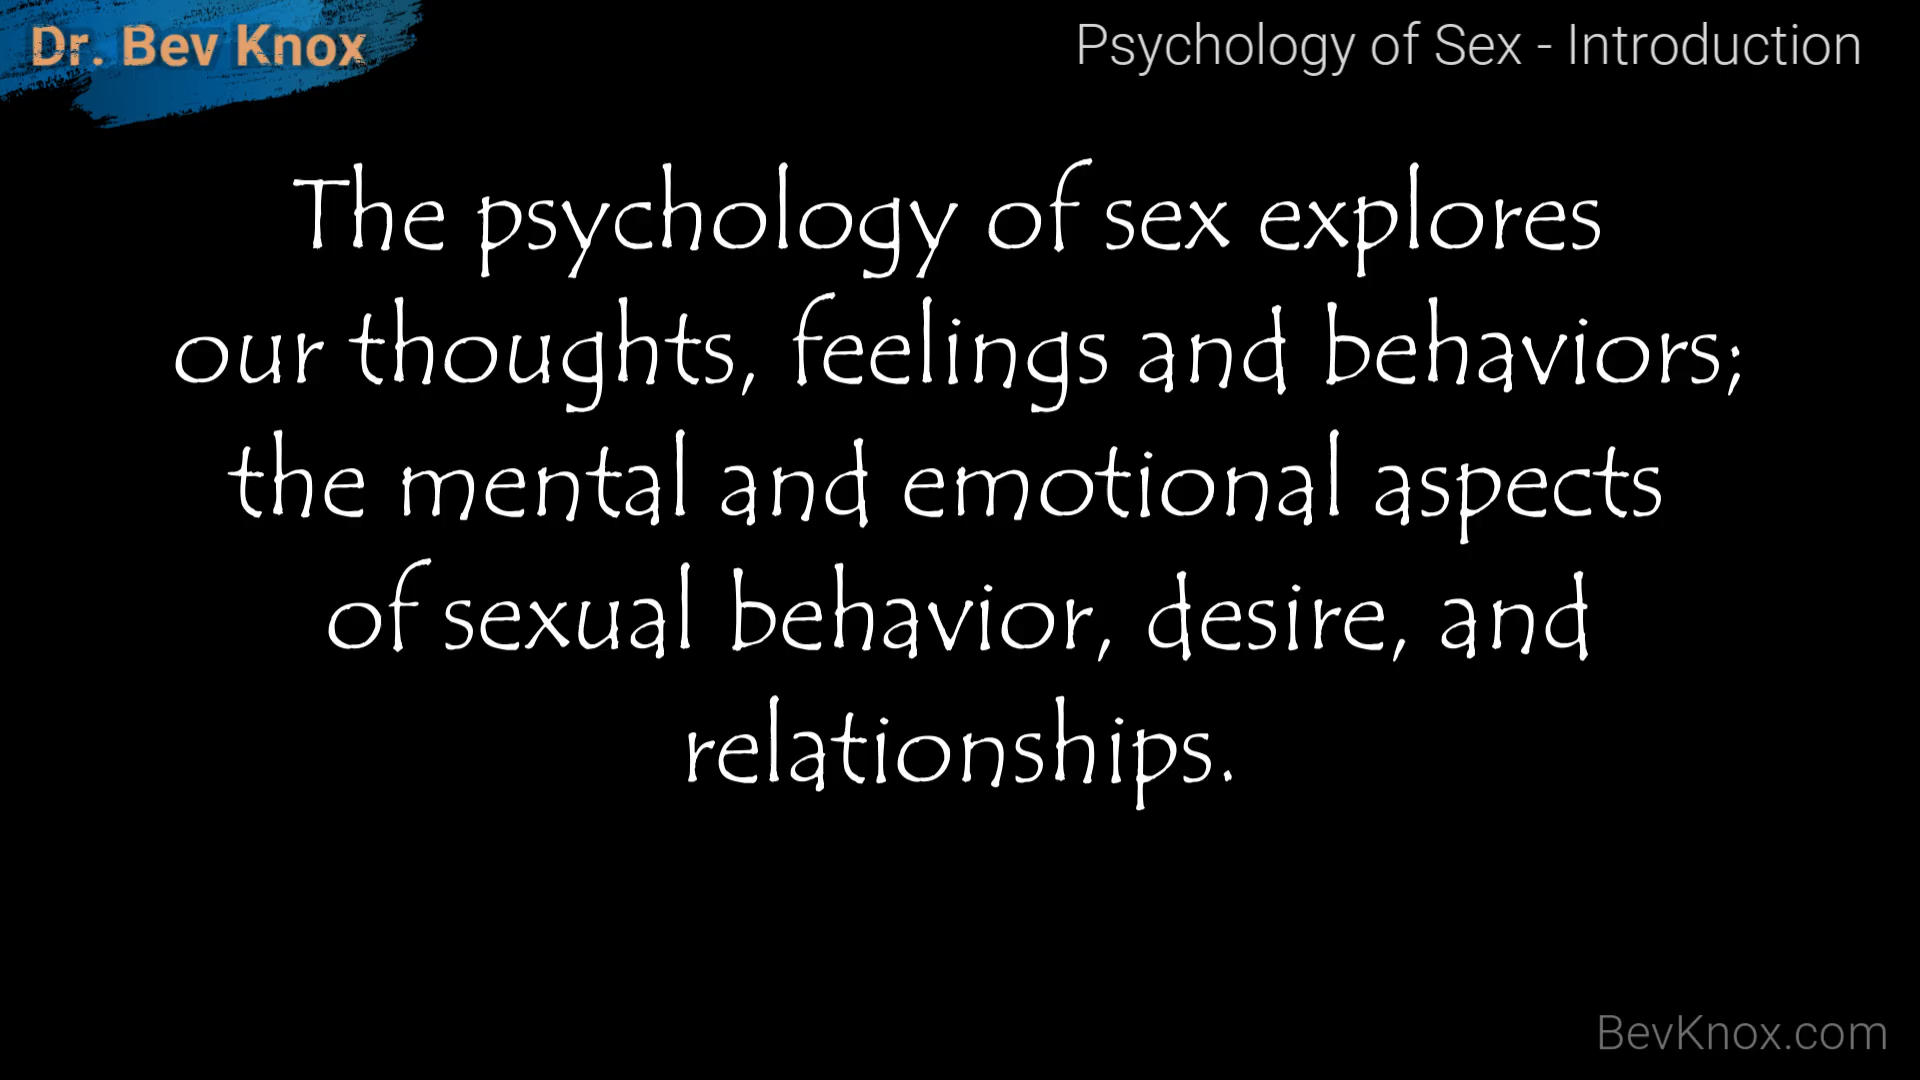 Dr. Bev Knox
Psychology of Sex - Introduction
The psychology of sex explores
our thoughts, feelings and behaviors;
the mental and emotional aspects
of sexual behavior, desire, and
relationships.
BevKnox.com